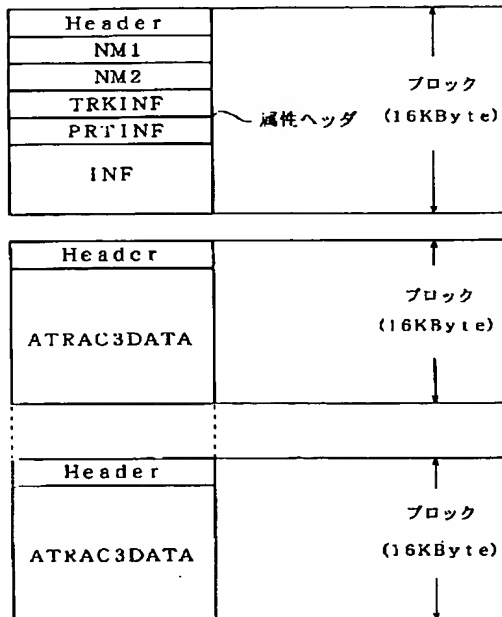 Header
NM1
NM2
TRKINF
PRTINF
INF
属性ヘッダ
ブロック
(16KByte)
Header
ATRAC3DATA
ブロック
(16KByte)
Header
ATRAC3DATA
ブロック
(16KByte)